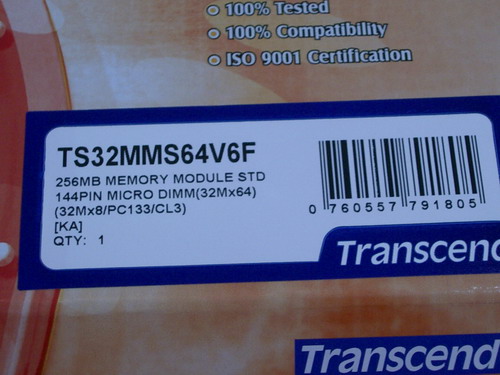 100% Tested
100% Compatibility
ISO 9001 Certification
TS32MMS64V6F
256MB MEMORY MODULE STD
144PIN MICRO DIMM(32Mx64)
(32Mx8/PC133/CL3)
[KA]
QTY: 1
0 760557 791805
Transcend
Transcend